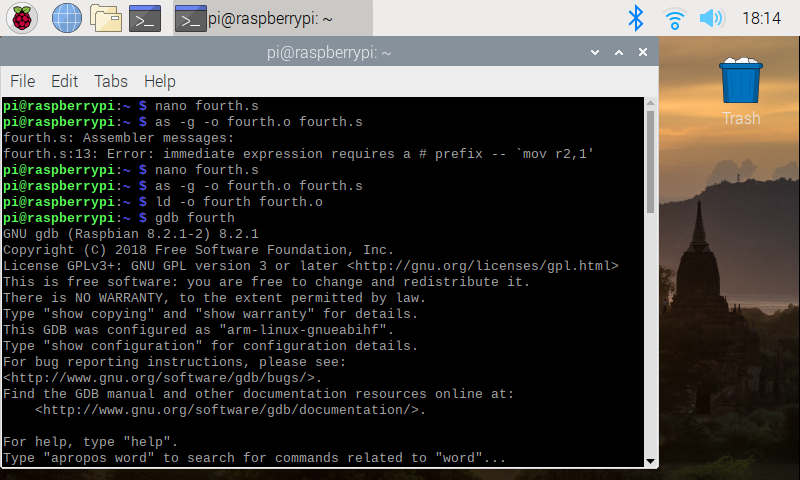 pi@raspberrypi: ~
18:14
pi@raspberrypi: ~
File Edit Tabs Help
pi@raspberrypi:~ $ nano fourth.s
pi@raspberrypi:~ $ as -g -o fourth.o fourth.s
fourth.s: Assembler messages:
fourth.s:13: Error: immediate expression requires a # prefix -- `mov r2,1'
pi@raspberrypi:~ $ nano fourth.s
pi@raspberrypi:~ $ as -g -o fourth.o fourth.s
pi@raspberrypi:~ $ ld -o fourth fourth.o
pi@raspberrypi:~ $ gdb fourth
GNU gdb (Raspbian 8.2.1-2) 8.2.1
Copyright (C) 2018 Free Software Foundation, Inc.
License GPLv3+: GNU GPL version 3 or later <http://gnu.org/licenses/gpl.html>
This is free software: you are free to change and redistribute it.
There is NO WARRANTY, to the extent permitted by law.
Type "show copying" and "show warranty" for details.
This GDB was configured as "arm-linux-gnueabihf".
Type "show configuration" for configuration details.
For bug reporting instructions, please see:
<http://www.gnu.org/software/gdb/bugs/>.
Find the GDB manual and other documentation resources online at:
    <http://www.gnu.org/software/gdb/documentation/>.

For help, type "help".
Type "apropos word" to search for commands related to "word"...
Trash